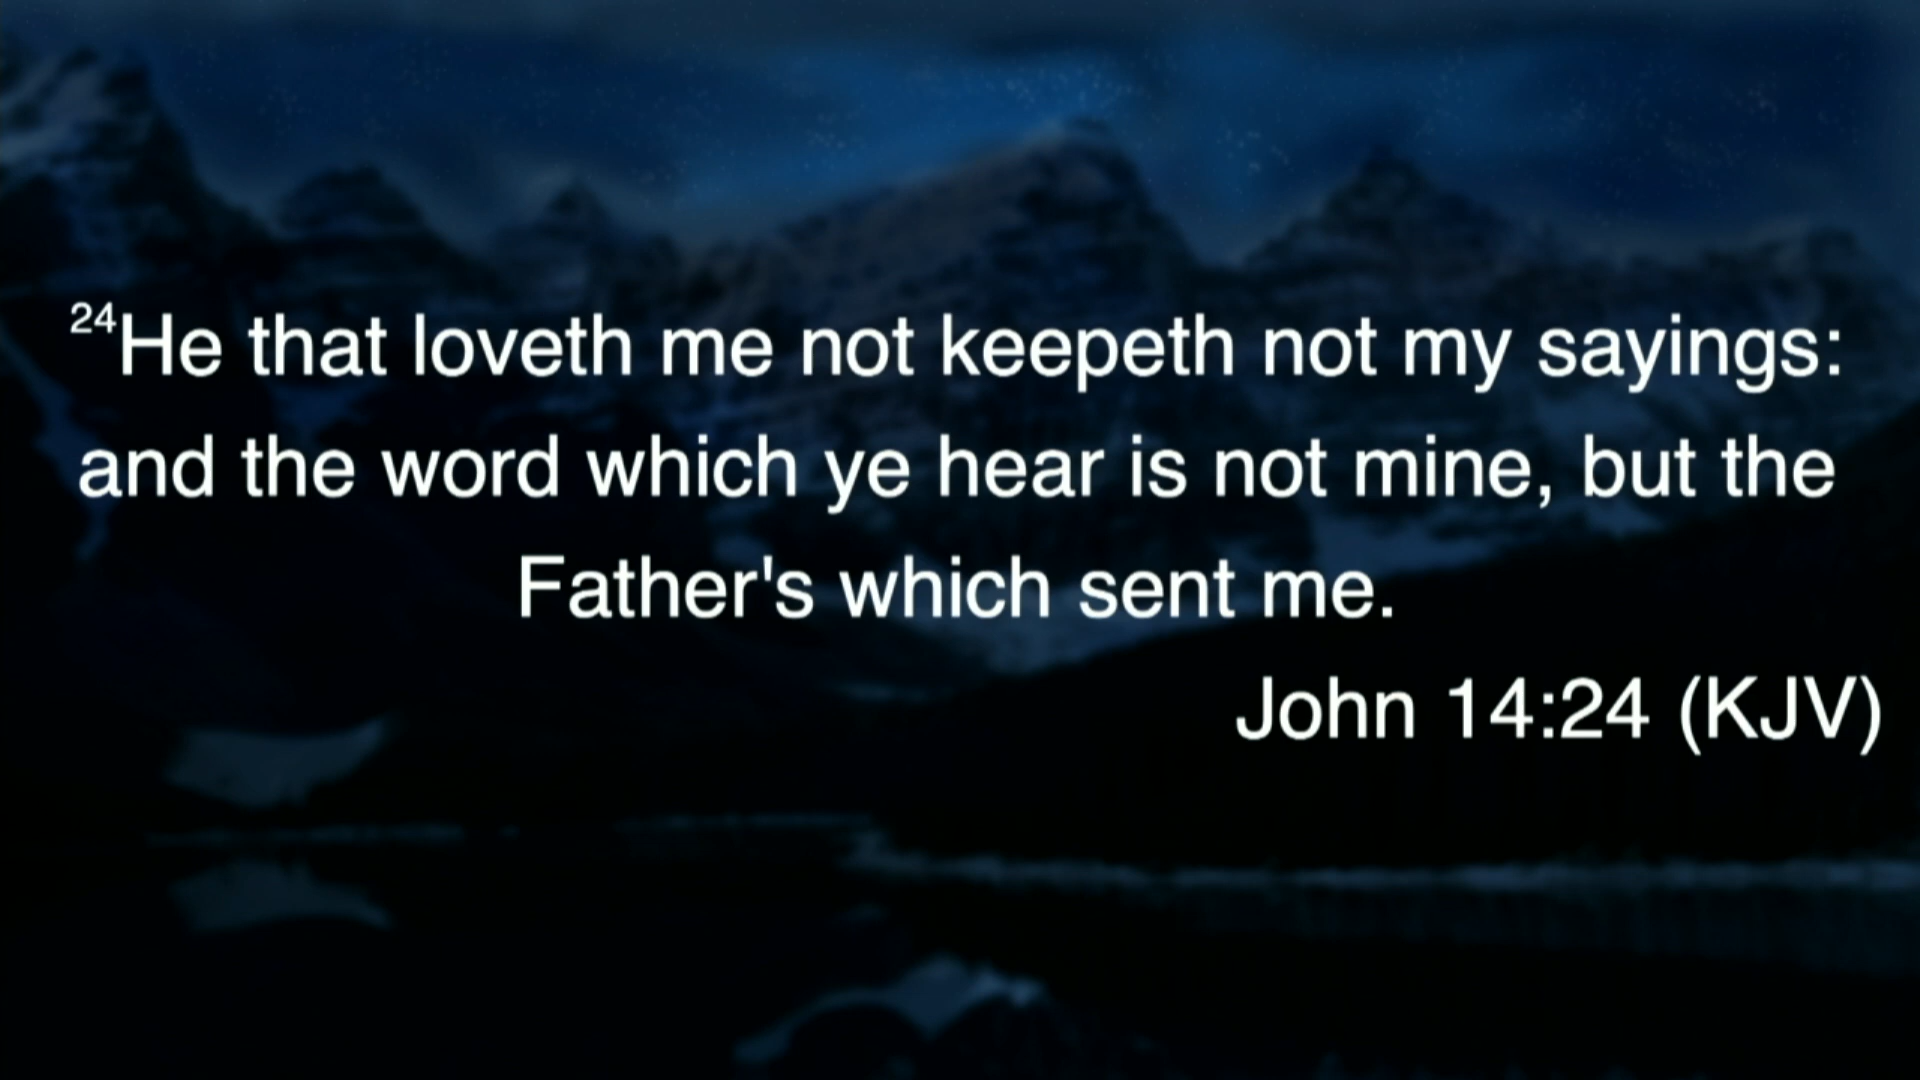 24He that loveth me not keepeth not my sayings:
and the word which ye hear is not mine, but the
Father's which sent me.
John 14:24 (KJV)